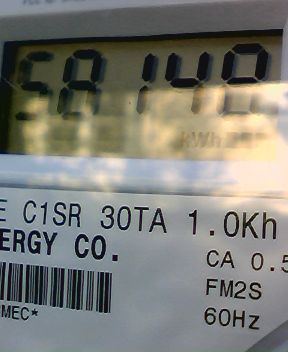 58148
kWh
E C1SR 30TA 1.0Kh
ERGY CO.
CA 0.5
FM2S
MEC*
60Hz